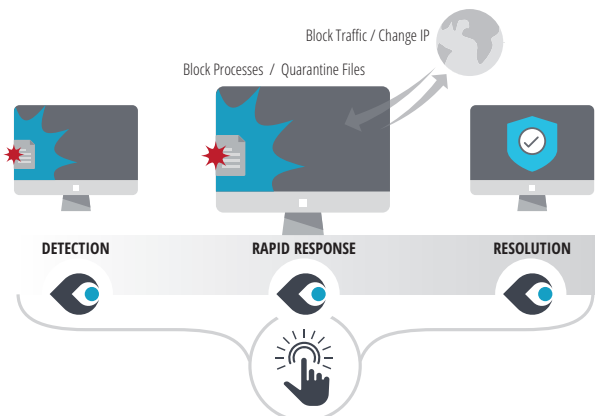 Block Traffic / Change IP
Block Processes / Quarantine Files
DETECTION
RAPID RESPONSE
RESOLUTION